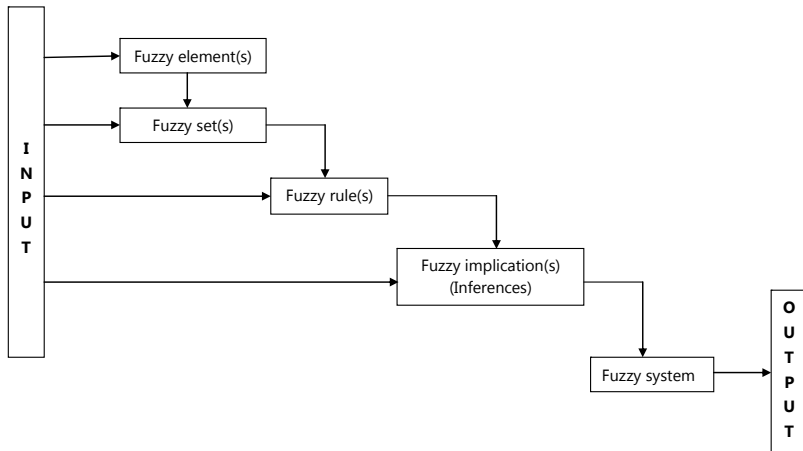 INPUT
Fuzzy element(s)
Fuzzy set(s)
Fuzzy rule(s)
Fuzzy implication(s)
(Inferences)
Fuzzy system
OUTPUT